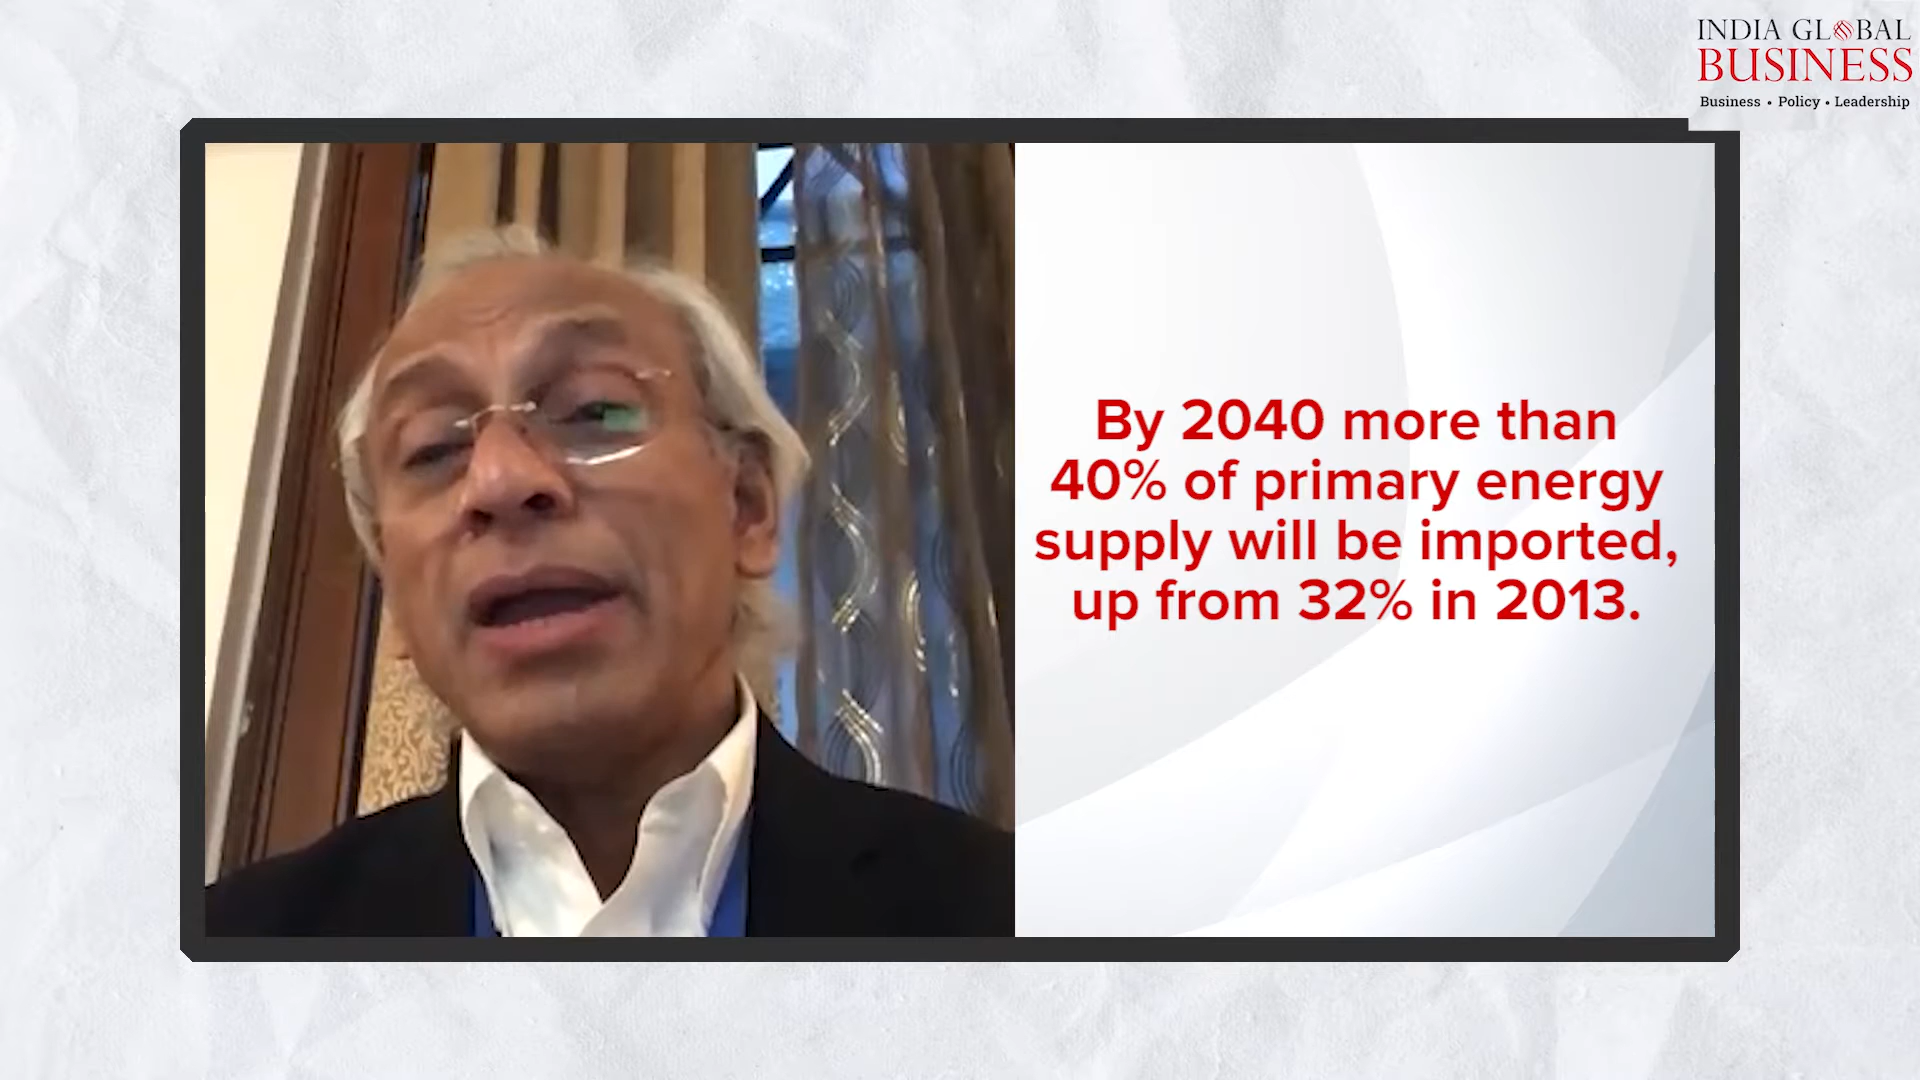 INDIA GLOBAL
BUSINESS
Business • Policy • Leadership
By 2040 more than
40% of primary energy
supply will be imported,
up from 32% in 2013.